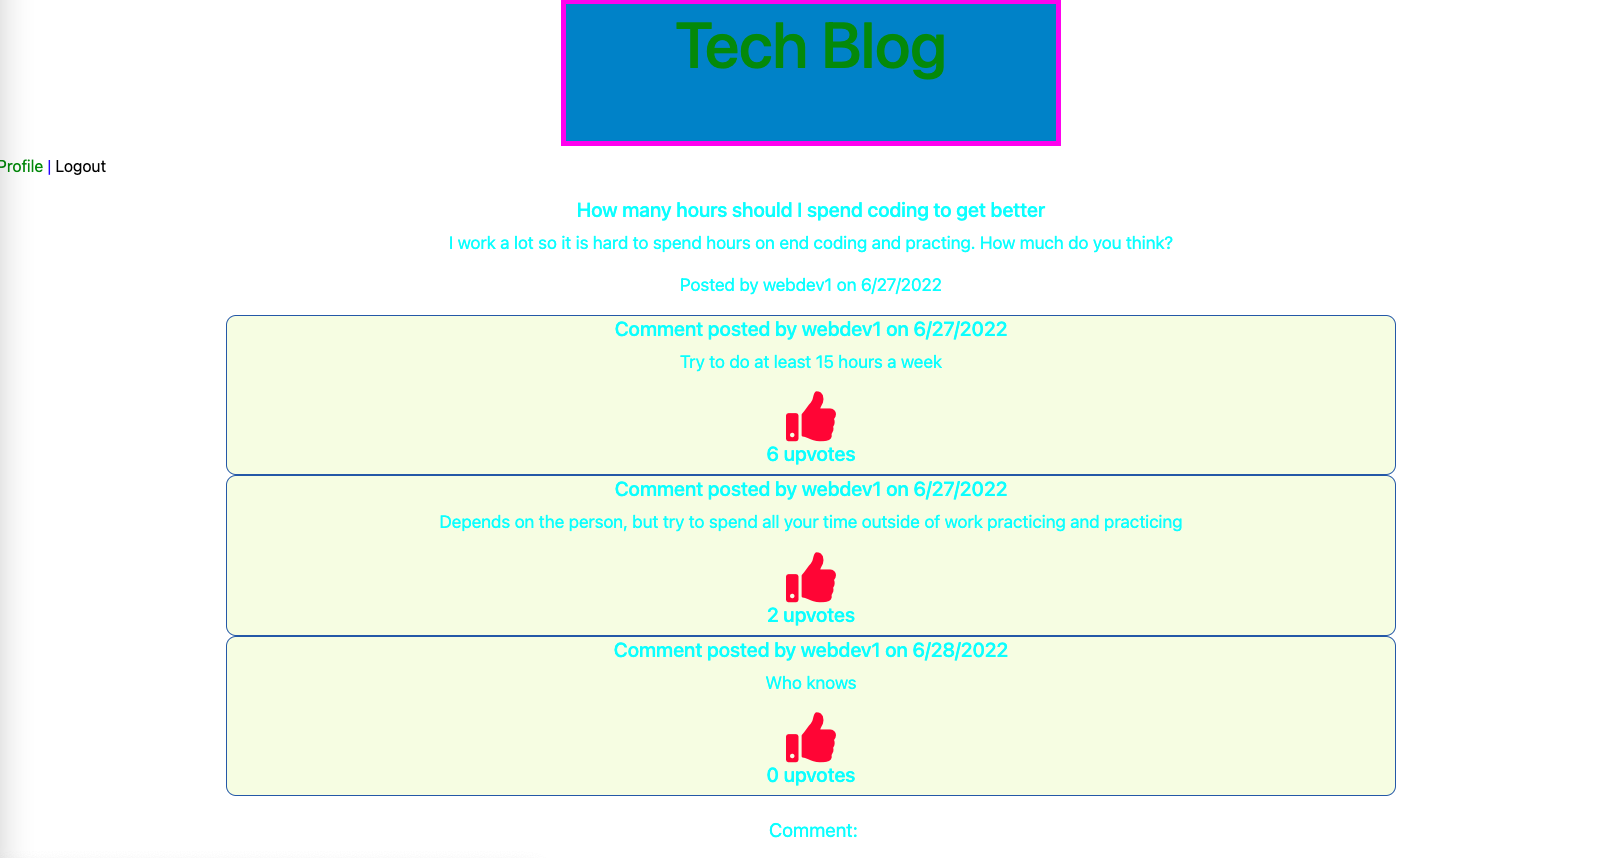 Tech Blog
Profile | Logout
How many hours should I spend coding to get better
I work a lot so it is hard to spend hours on end coding and practing. How much do you think?
Posted by webdev1 on 6/27/2022
Comment posted by webdev1 on 6/27/2022
Try to do at least 15 hours a week
6 upvotes
Comment posted by webdev1 on 6/27/2022
Depends on the person, but try to spend all your time outside of work practicing and practicing
2 upvotes
Comment posted by webdev1 on 6/28/2022
Who knows
0 upvotes
Comment: